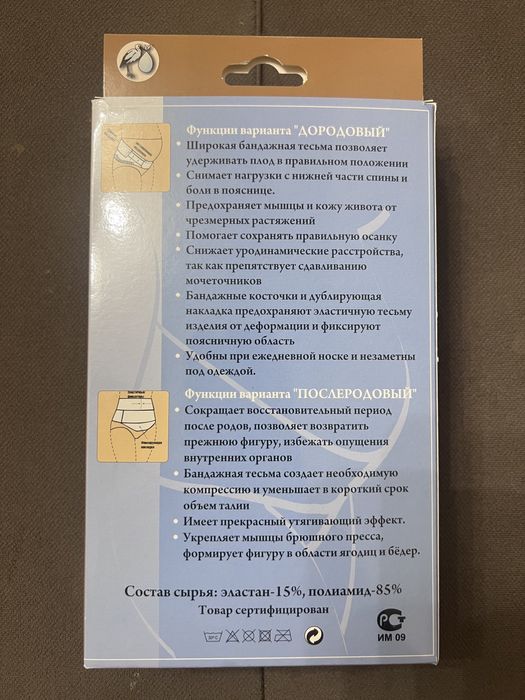 Функции варианта "ДОРОДОВЫЙ"
• Широкая бандажная тесьма позволяет
удерживать плод в правильном положении
• Снимает нагрузки с нижней части спины и
боли в пояснице.
• Предохраняет мышцы и кожу живота от
чрезмерных растяжений
• Помогает сохранять правильную осанку
• Снижает уродинамические расстройства,
так как препятствует сдавливанию
мочеточников
• Бандажные косточки и дублирующая
накладка предохраняют эластичную тесьму
изделия от деформации и фиксируют
поясничную область
• Удобны при ежедневной носке и незаметны
под одеждой.
Функции варианта "ПОСЛЕРОДОВЫЙ"
• Сокращает восстановительный период
после родов, позволяет возвратить
прежнюю фигуру, избежать опущения
внутренних органов
• Бандажная тесьма создает необходимую
компрессию и уменьшает в короткий срок
объем талии
• Имеет прекрасный утягивающий эффект.
• Укрепляет мышцы брюшного пресса,
формирует фигуру в области ягодиц и бёдер.
Состав сырья: эластан-15%, полиамид-85%
Товар сертифицирован
30°C
РСТ
ИМ 09